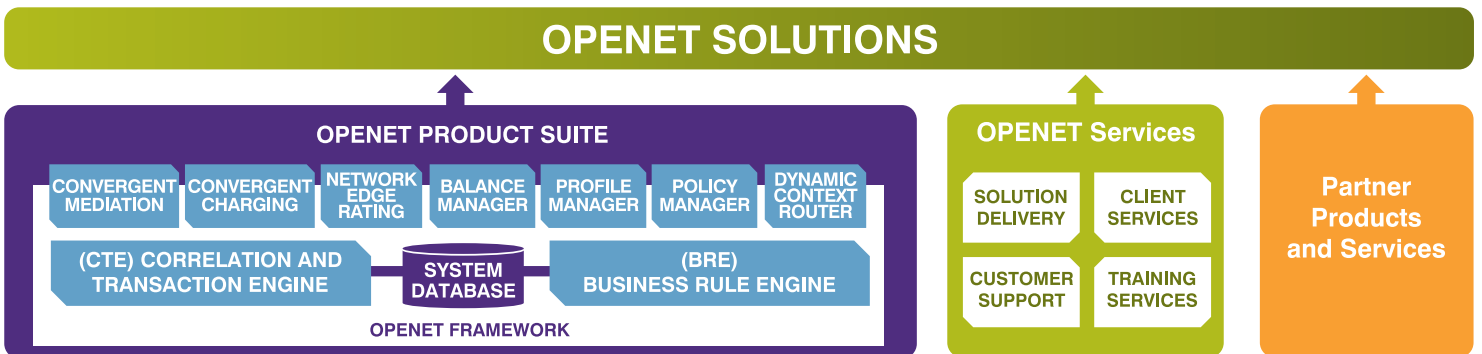 OPENET SOLUTIONS
OPENET PRODUCT SUITE
CONVERGENT
MEDIATION
CONVERGENT
CHARGING
NETWORK
EDGE
RATING
BALANCE
MANAGER
PROFILE
MANAGER
POLICY
MANAGER
DYNAMIC
CONTEXT
ROUTER
(CTE) CORRELATION AND
TRANSACTION ENGINE
SYSTEM
DATABASE
(BRE)
BUSINESS RULE ENGINE
OPENET FRAMEWORK
OPENET Services
SOLUTION
DELIVERY
CLIENT
SERVICES
CUSTOMER
SUPPORT
TRAINING
SERVICES
Partner
Products
and Services